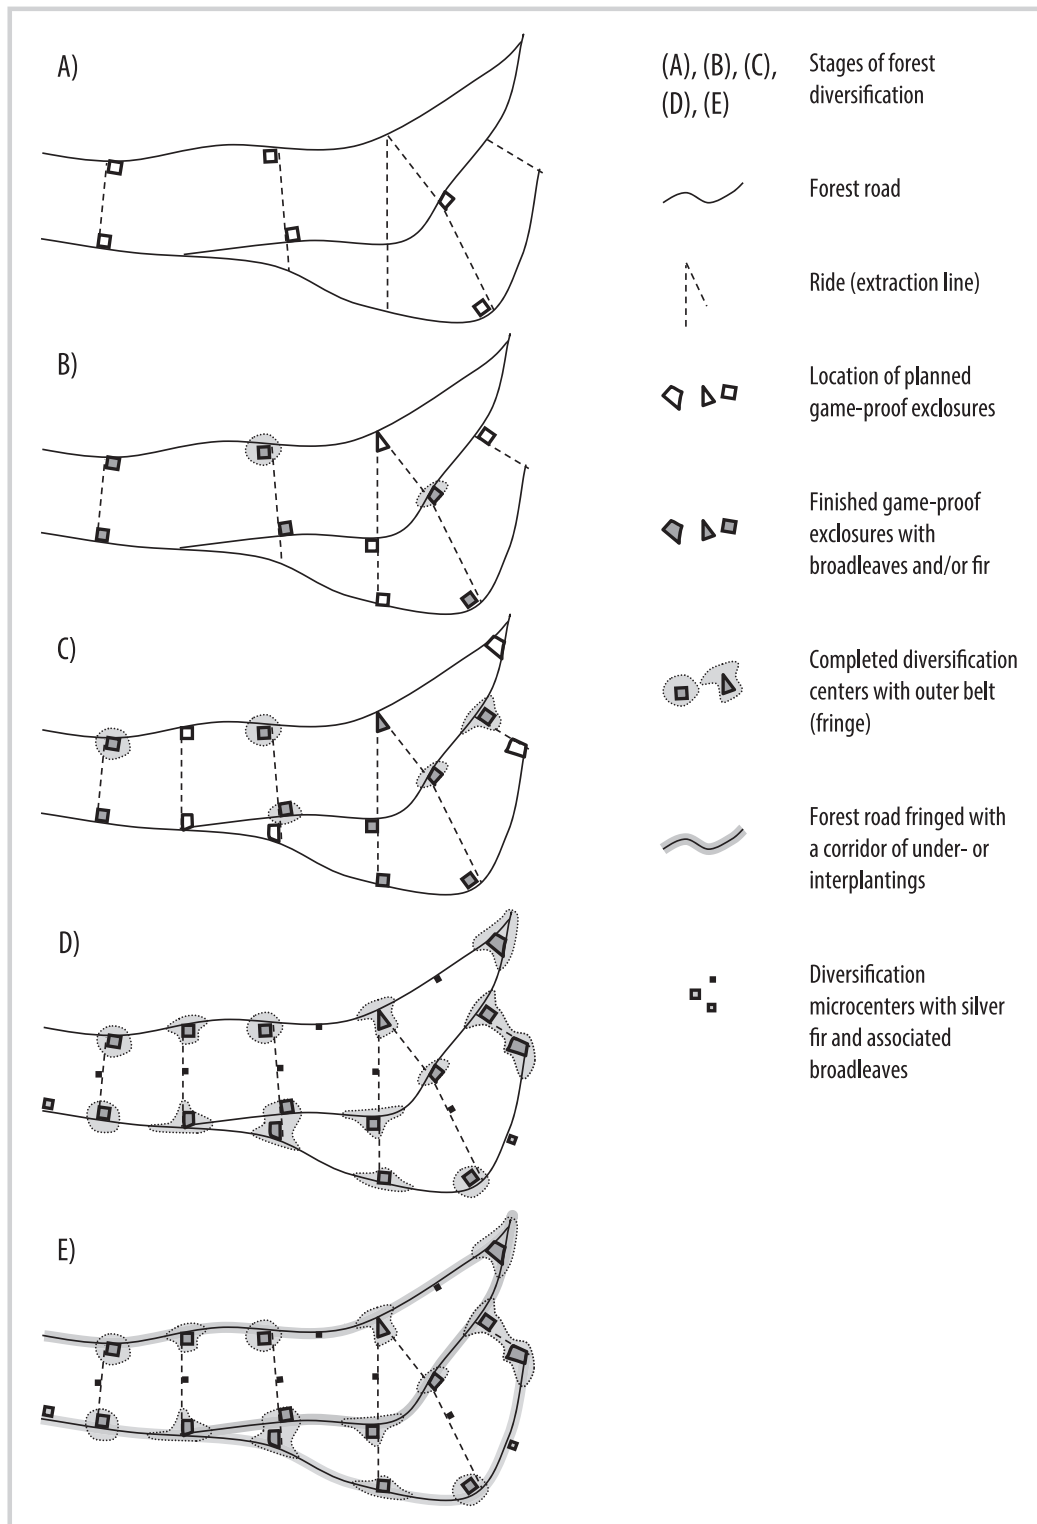 A)
B)
C)
D)
E)
(A), (B), (C),
(D), (E)
Stages of forest
diversification
Forest road
Ride (extraction line)
Location of planned
game-proof exclosures
Finished game-proof
exclosures with
broadleaves and/or fir
Completed diversification
centers with outer belt
(fringe)
Forest road fringed with
a corridor of under- or
interplantings
Diversification
microcenters with silver
fir and associated
broadleaves